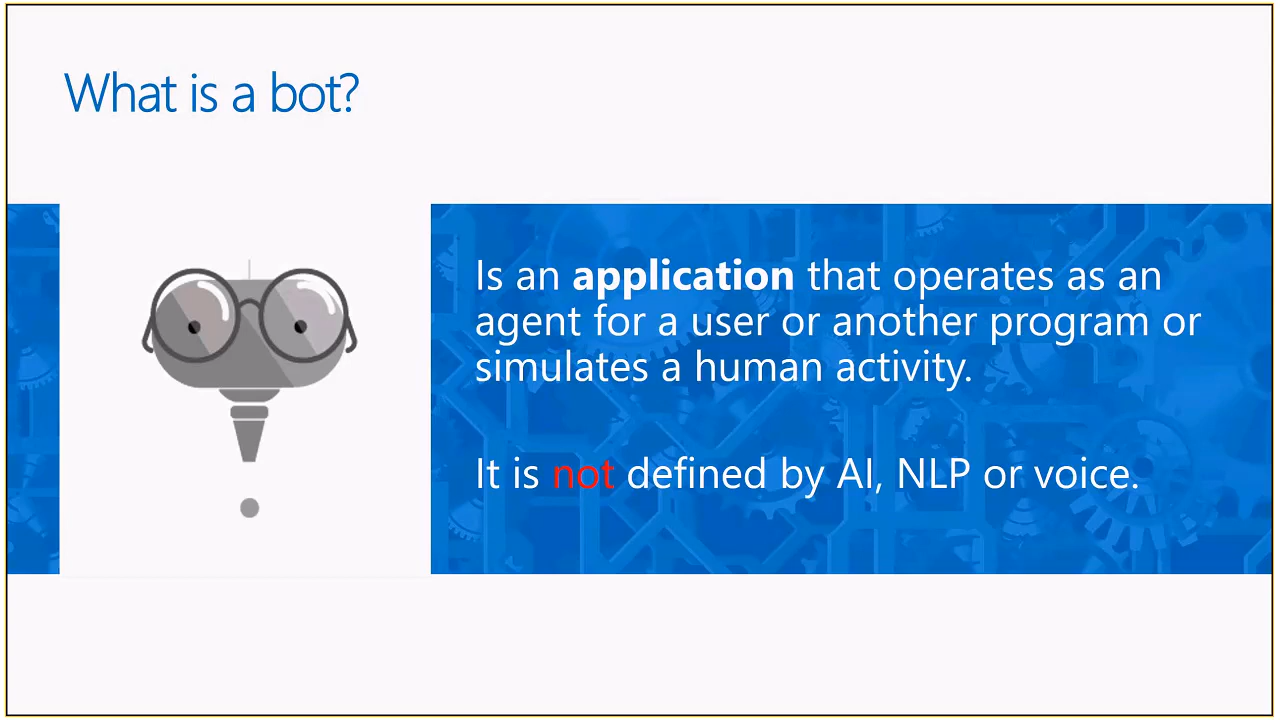 What is a bot?
Is an application that operates as an
agent for a user or another program or
simulates a human activity.
It is not defined by AI, NLP or voice.